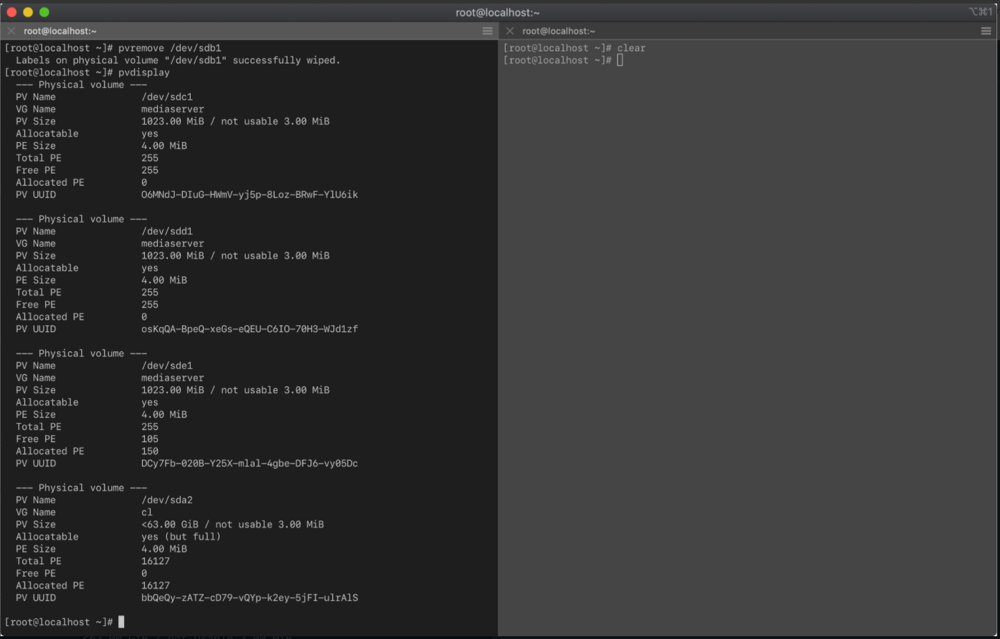 root@localhost:~
⌥⌘1
root@localhost:~
root@localhost:~
[root@localhost ~]# pvremove /dev/sdb1
Labels on physical volume "/dev/sdb1" successfully wiped.
[root@localhost ~]# pvdisplay
--- Physical volume ---
PV Name /dev/sdc1
VG Name mediaserver
PV Size 1023.00 MiB / not usable 3.00 MiB
Allocatable yes
PE Size 4.00 MiB
Total PE 255
Free PE 255
Allocated PE 0
PV UUID O6MNdJ-DIuG-HWmV-yj5p-8Loz-BRwF-YlU6ik
--- Physical volume ---
PV Name /dev/sdd1
VG Name mediaserver
PV Size 1023.00 MiB / not usable 3.00 MiB
Allocatable yes
PE Size 4.00 MiB
Total PE 255
Free PE 255
Allocated PE 0
PV UUID osKqQA-BpeQ-xeGs-eQEU-C6IO-70H3-WJd1zf
--- Physical volume ---
PV Name /dev/sde1
VG Name mediaserver
PV Size 1023.00 MiB / not usable 3.00 MiB
Allocatable yes
PE Size 4.00 MiB
Total PE 255
Free PE 105
Allocated PE 150
PV UUID DCy7Fb-020B-Y25X-mlal-4gbe-DFJ6-vy05Dc
--- Physical volume ---
PV Name /dev/sda2
VG Name cl
PV Size <63.00 GiB / not usable 3.00 MiB
Allocatable yes (but full)
PE Size 4.00 MiB
Total PE 16127
Free PE 0
Allocated PE 16127
PV UUID bbQeQy-zATZ-cD79-vQYp-k2ey-5jFI-ulrAlS
[root@localhost ~]#
[root@localhost ~]# clear
[root@localhost ~]#